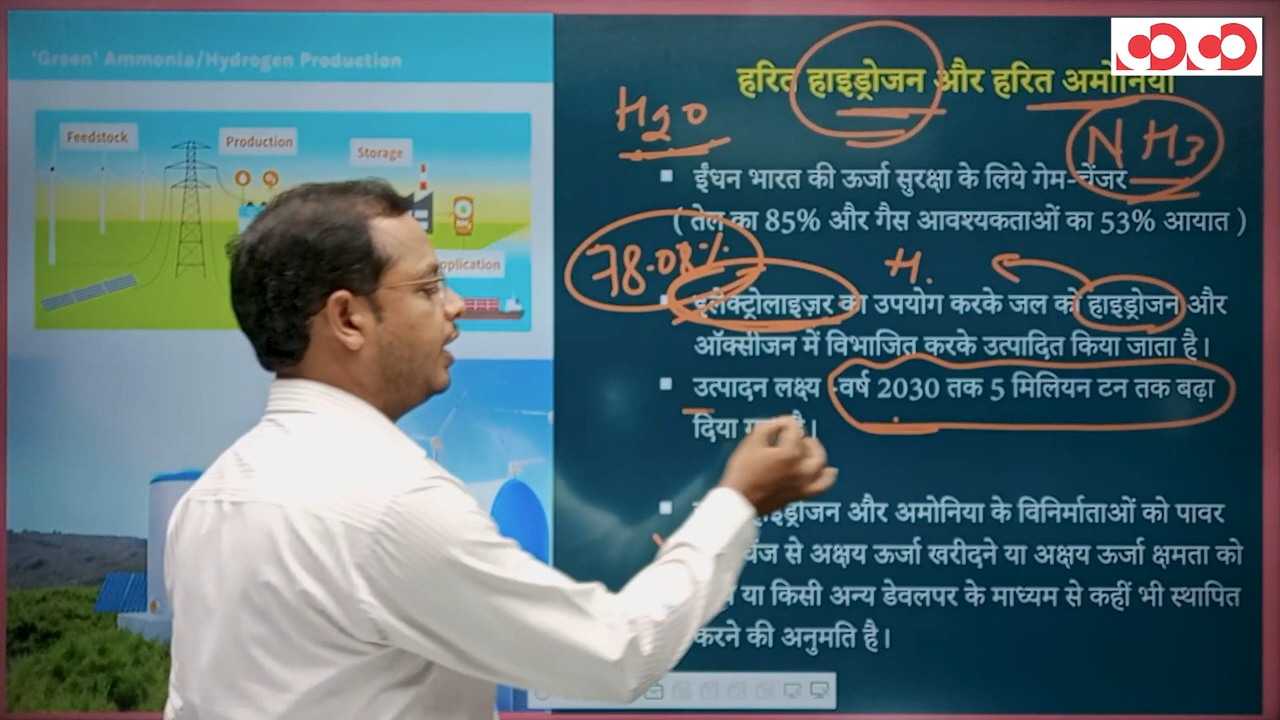 'Green' Ammonia/Hydrogen Production
Feedstock
Production
Storage
हरित हाइड्रोजन और हरित अमोनिया
H2O
NH3
ईंधन भारत की ऊर्जा सुरक्षा के लिये गेम-चेंजर
( तेल का 85% और गैस आवश्यकताओं का 53% आयात )
78.08%
H.
इलेक्ट्रोलाइज़र का उपयोग करके जल को हाइड्रोजन और
ऑक्सीजन में विभाजित करके उत्पादित किया जाता है।
उत्पादन लक्ष्य -वर्ष 2030 तक 5 मिलियन टन तक बढ़ा
दिया है।
हाइड्रोजन और अमोनिया के विनिर्माताओं को पावर
से अक्षय ऊर्जा खरीदने या अक्षय ऊर्जा क्षमता को
या किसी अन्य डेवलपर के माध्यम से कहीं भी स्थापित
करने की अनुमति है।